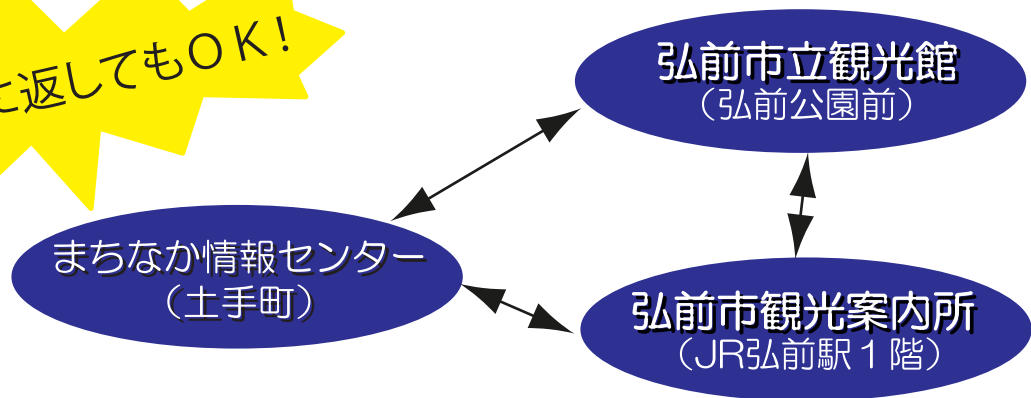 に返してもＯＫ！
弘前市立観光館
（弘前公園前）
まちなか情報センター
（土手町）
弘前市観光案内所
（JR弘前駅１階）